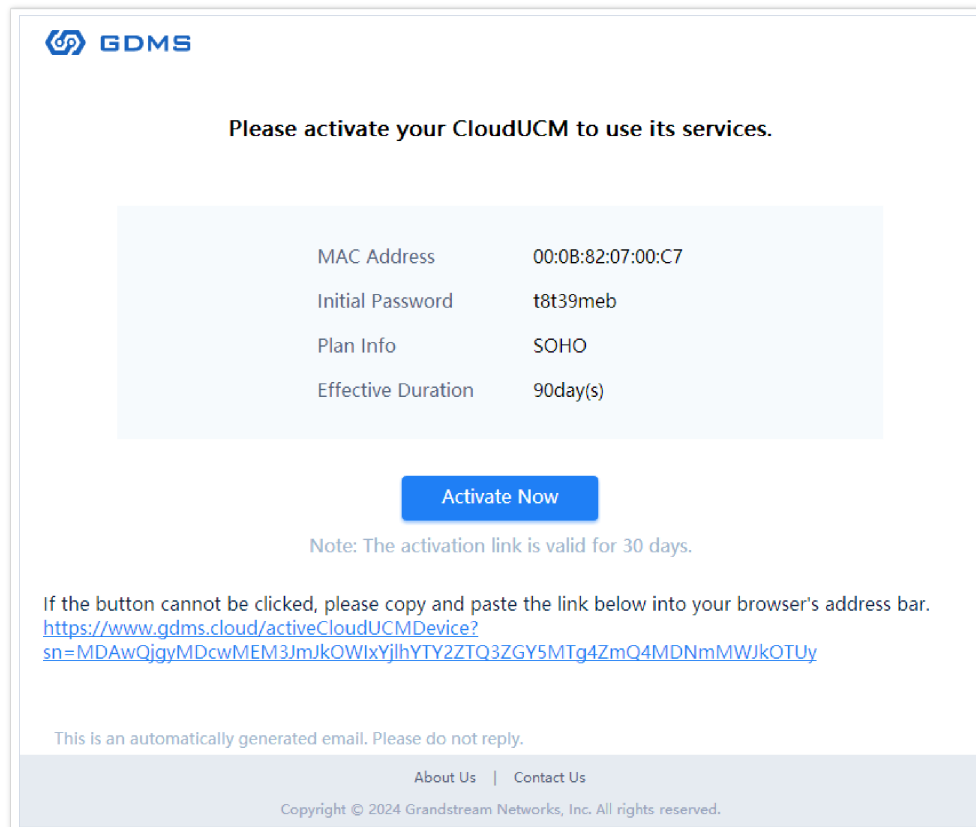 GDMS
Please activate your CloudUCM to use its services.
MAC Address 00:0B:82:07:00:C7
Initial Password t8t39meb
Plan Info SOHO
Effective Duration 90day(s)
Activate Now
Note: The activation link is valid for 30 days.
If the button cannot be clicked, please copy and paste the link below into your browser's address bar.
https://www.gdms.cloud/activeCloudUCMDevice?
sn=MDAwQjgyMDcwMEM3JmJkOWIxYjlhYTY2ZTQ3ZGY5MTg4ZmQ4MDNmMWJkOTUy
This is an automatically generated email. Please do not reply.
About Us | Contact Us
Copyright © 2024 Grandstream Networks, Inc. All rights reserved.